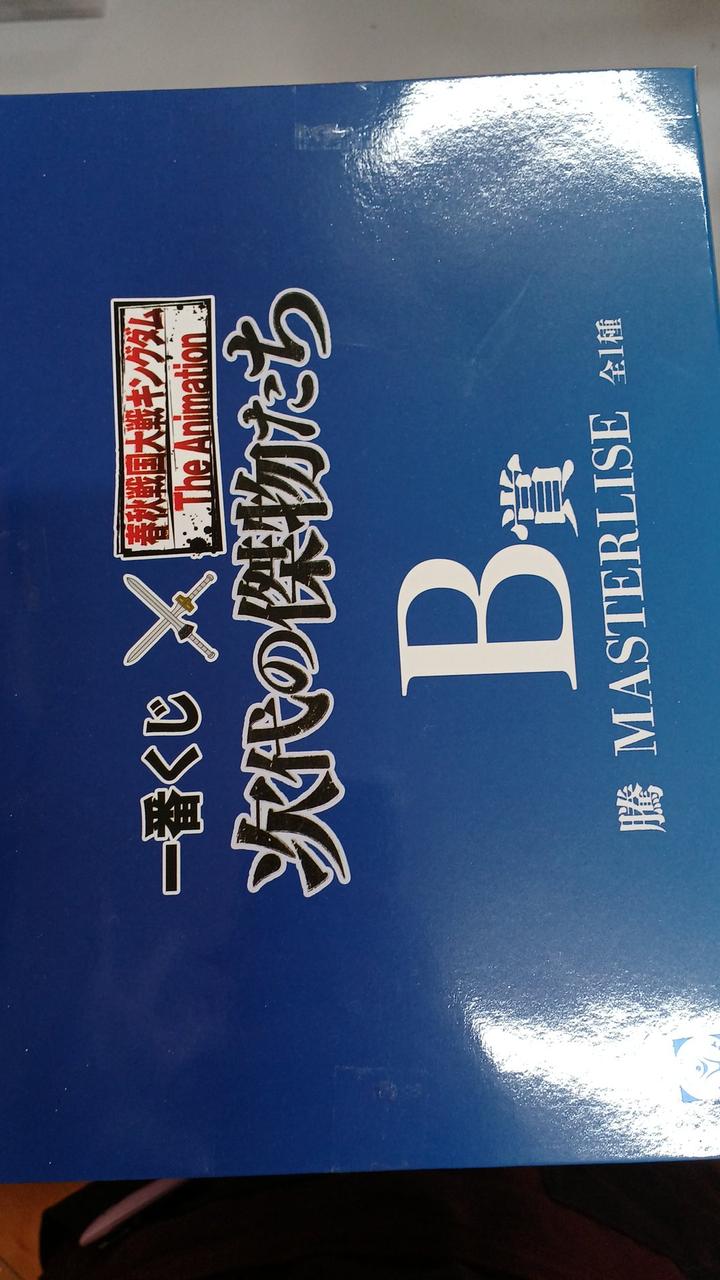 一番くじ
春秋戦国大戦キングダム
The Animation
次代の傑物たち
B賞
騰 MASTERLISE 全1種